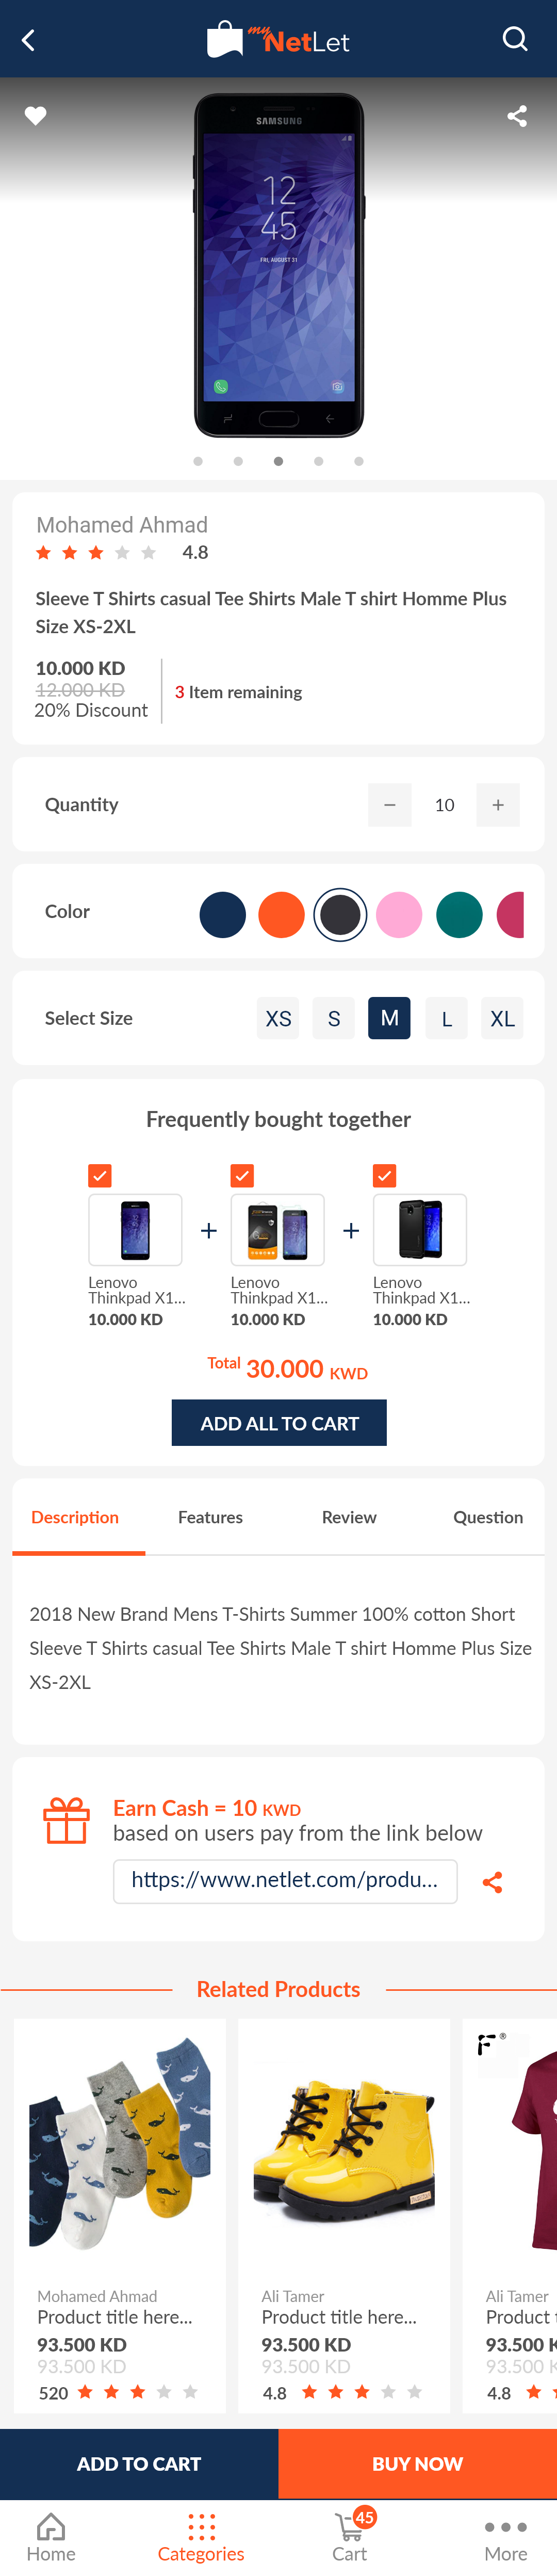 my NetLet
SAMSUNG
12
45
FRI, AUGUST 31
Mohamed Ahmad
4.8
Sleeve T Shirts casual Tee Shirts Male T shirt Homme Plus
Size XS-2XL
10.000 KD
12.000 KD
20% Discount
3 Item remaining
Quantity
− 10 +
Color
Select Size
XS S M L XL
Frequently bought together
+ +
Lenovo Lenovo Lenovo
Thinkpad X1... Thinkpad X1... Thinkpad X1...
10.000 KD 10.000 KD 10.000 KD
Total 30.000 KWD
ADD ALL TO CART
Description Features Review Question
2018 New Brand Mens T-Shirts Summer 100% cotton Short
Sleeve T Shirts casual Tee Shirts Male T shirt Homme Plus Size
XS-2XL
Earn Cash = 10 KWD
based on users pay from the link below
https://www.netlet.com/produ...
Related Products
F®
Mohamed Ahmad Ali Tamer Ali Tamer
Product title here... Product title here... Product t
93.500 KD 93.500 KD 93.500 K
93.500 KD 93.500 KD 93.500 K
520 4.8 4.8
ADD TO CART BUY NOW
45
Home Categories Cart More